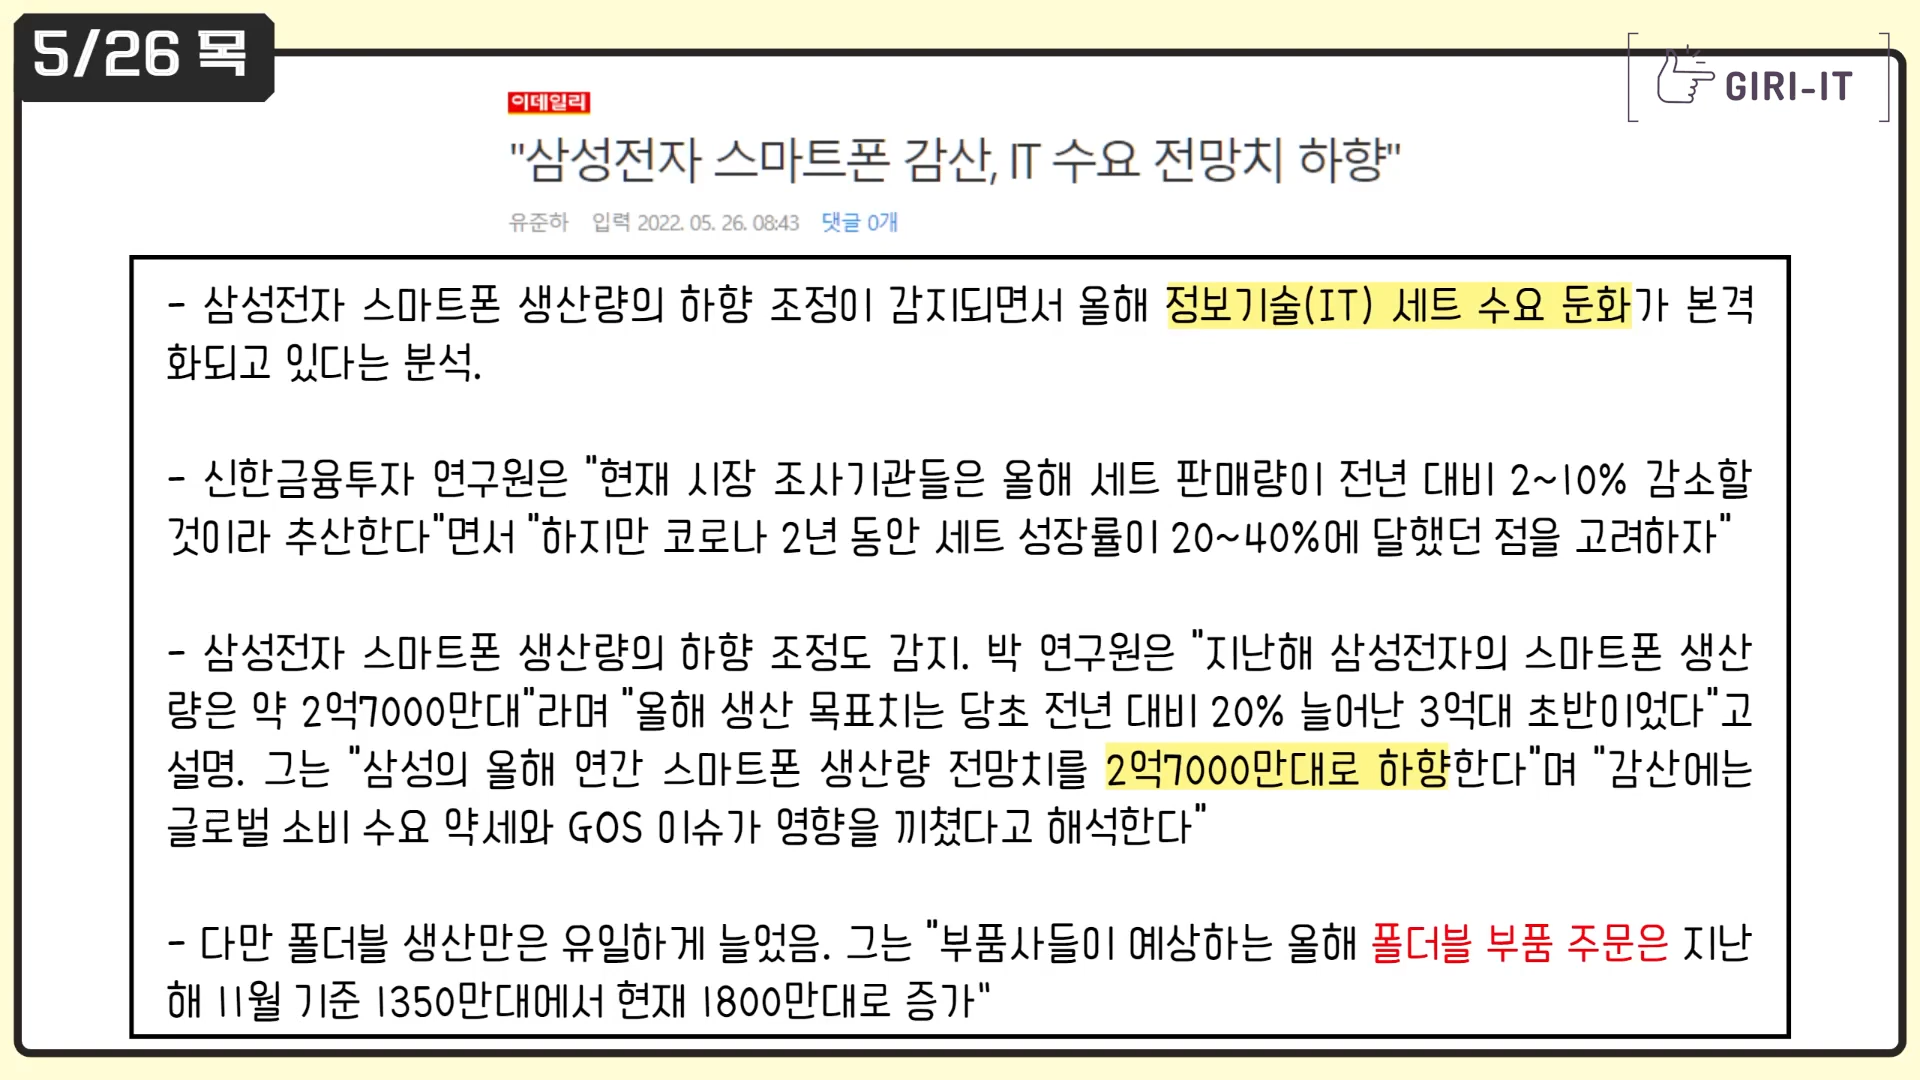 5/26 목
GIRI-IT
이데일리
"삼성전자 스마트폰 감산, IT 수요 전망치 하향"
유준하 입력 2022. 05. 26. 08:43 댓글 0개
- 삼성전자 스마트폰 생산량의 하향 조정이 감지되면서 올해 정보기술(IT) 세트 수요 둔화가 본격
화되고 있다는 분석.
- 신한금융투자 연구원은 "현재 시장 조사기관들은 올해 세트 판매량이 전년 대비 2~10% 감소할
것이라 추산한다"면서 "하지만 코로나 2년 동안 세트 성장률이 20~40%에 달했던 점을 고려하자"
- 삼성전자 스마트폰 생산량의 하향 조정도 감지. 박 연구원은 "지난해 삼성전자의 스마트폰 생산
량은 약 2억7000만대"라며 "올해 생산 목표치는 당초 전년 대비 20% 늘어난 3억대 초반이었다"고
설명. 그는 "삼성의 올해 연간 스마트폰 생산량 전망치를 2억7000만대로 하향한다"며 "감산에는
글로벌 소비 수요 약세와 GOS 이슈가 영향을 끼쳤다고 해석한다"
- 다만 폴더블 생산만은 유일하게 늘었음. 그는 "부품사들이 예상하는 올해 폴더블 부품 주문은 지난
해 11월 기준 1350만대에서 현재 1800만대로 증가"